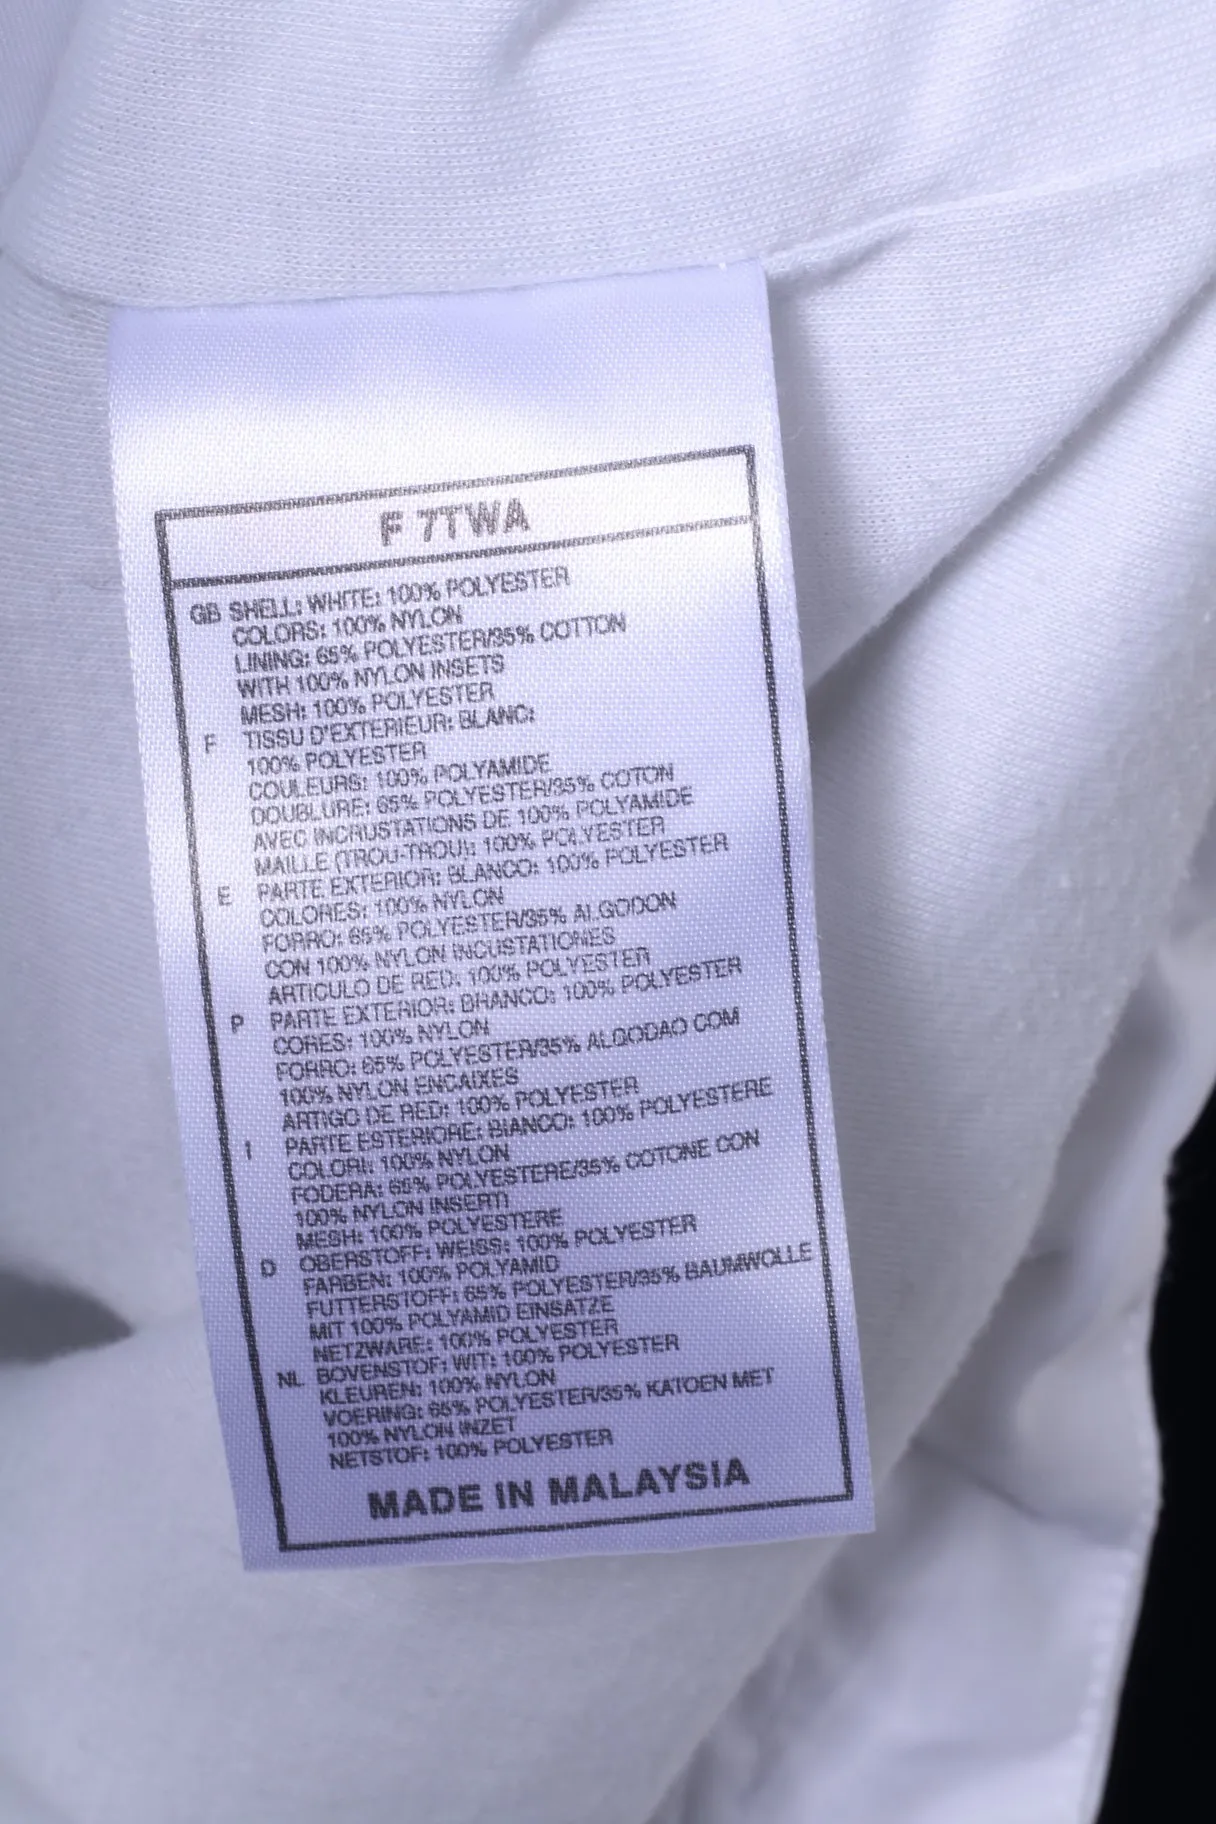 F 7TWA
GB SHELL: WHITE: 100% POLYESTER
COLORS: 100% NYLON
LINING: 65% POLYESTER/35% COTTON
WITH 100% NYLON INSETS
MESH: 100% POLYESTER
F TISSU D'EXTERIEUR: BLANC:
100% POLYESTER
COULEURS: 100% POLYAMIDE
DOUBLURE: 65% POLYESTER/35% COTON
AVEC INCRUSTATIONS DE 100% POLYAMIDE
MAILLE (TROU-TROU): 100% POLYESTER
E PARTE EXTERIOR: BLANCO: 100% POLYESTER
COLORES: 100% NYLON
FORRO: 65% POLYESTER/35% ALGODON
CON 100% NYLON INCUSTATIONES
ARTICULO DE RED: 100% POLYESTER
P PARTE EXTERIOR: BRANCO: 100% POLYESTER
CORES: 100% NYLON
FORRO: 65% POLYESTER/35% ALGODAO COM
100% NYLON ENCAIXES
ARTIGO DE RED: 100% POLYESTER
I PARTE ESTERIORE: BIANCO: 100% POLYESTERE
COLORI: 100% NYLON
FODERA: 65% POLYESTERE/35% COTONE CON
100% NYLON INSERTI
MESH: 100% POLYESTERE
D OBERSTOFF: WEISS: 100% POLYESTER
FARBEN: 100% POLYAMID
FUTTERSTOFF: 65% POLYESTER/35% BAUMWOLLE
MIT 100% POLYAMID EINSATZE
NETZWARE: 100% POLYESTER
NL BOVENSTOF: WIT: 100% POLYESTER
KLEUREN: 100% NYLON
VOERING: 65% POLYESTER/35% KATOEN MET
100% NYLON INZET
NETSTOF: 100% POLYESTER
MADE IN MALAYSIA